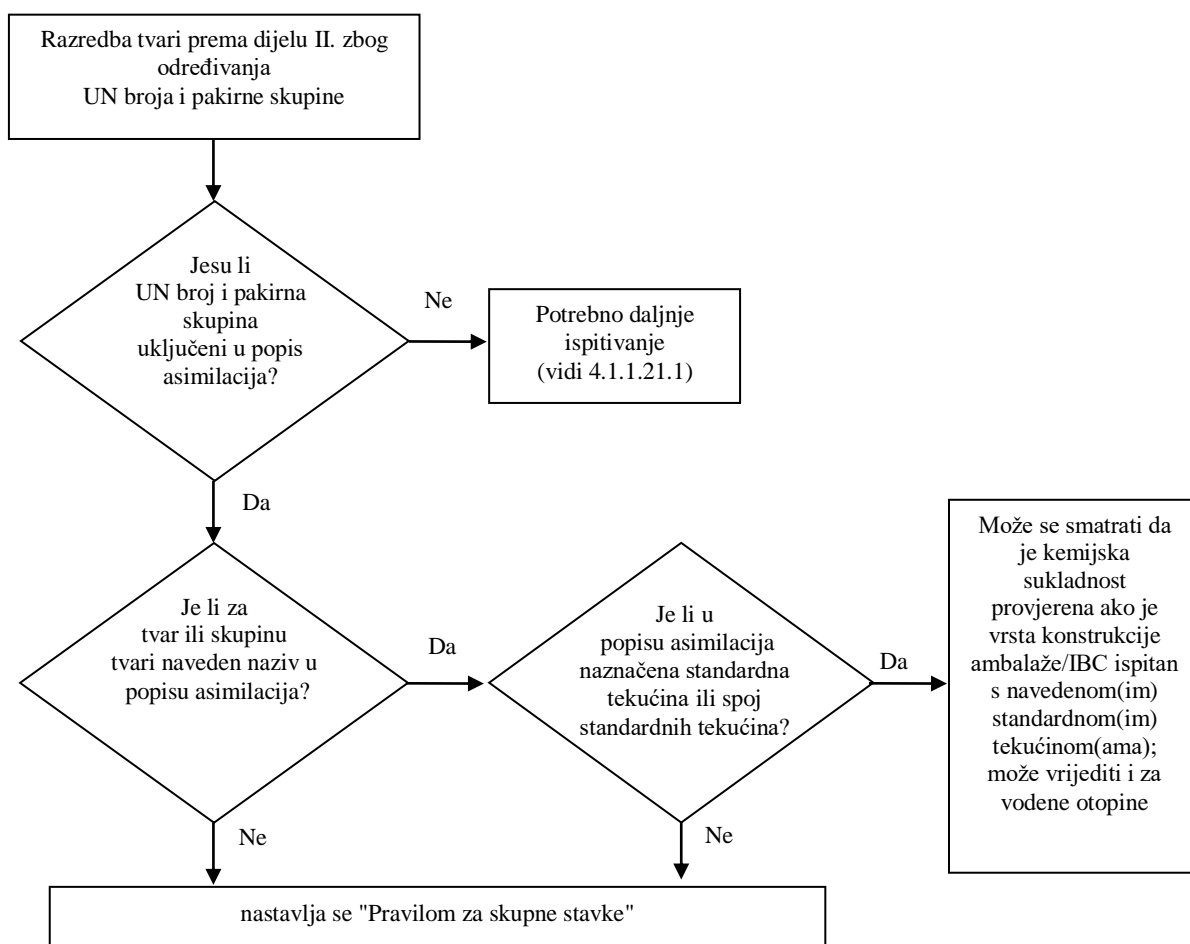 Razredba tvari prema dijelu II. zbog
određivanja
UN broja i pakirne skupine
Jesu li
UN broj i pakirna
skupina
uključeni u popis
asimilacija?
Ne
Potrebno daljnje
ispitivanje
(vidi 4.1.1.21.1)
Da
Je li za
tvar ili skupinu
tvari naveden naziv u
popisu asimilacija?
Da
Je li u
popisu asimilacija
naznačena standardna
tekućina ili spoj
standardnih tekućina?
Da
Može se smatrati da
je kemijska
sukladnost
provjerena ako je
vrsta konstrukcije
ambalaže/IBC ispitan
s navedenom(im)
standardnom(im)
tekućinom(ama);
može vrijediti i za
vodene otopine
Ne
Ne
nastavlja se "Pravilom za skupne stavke"